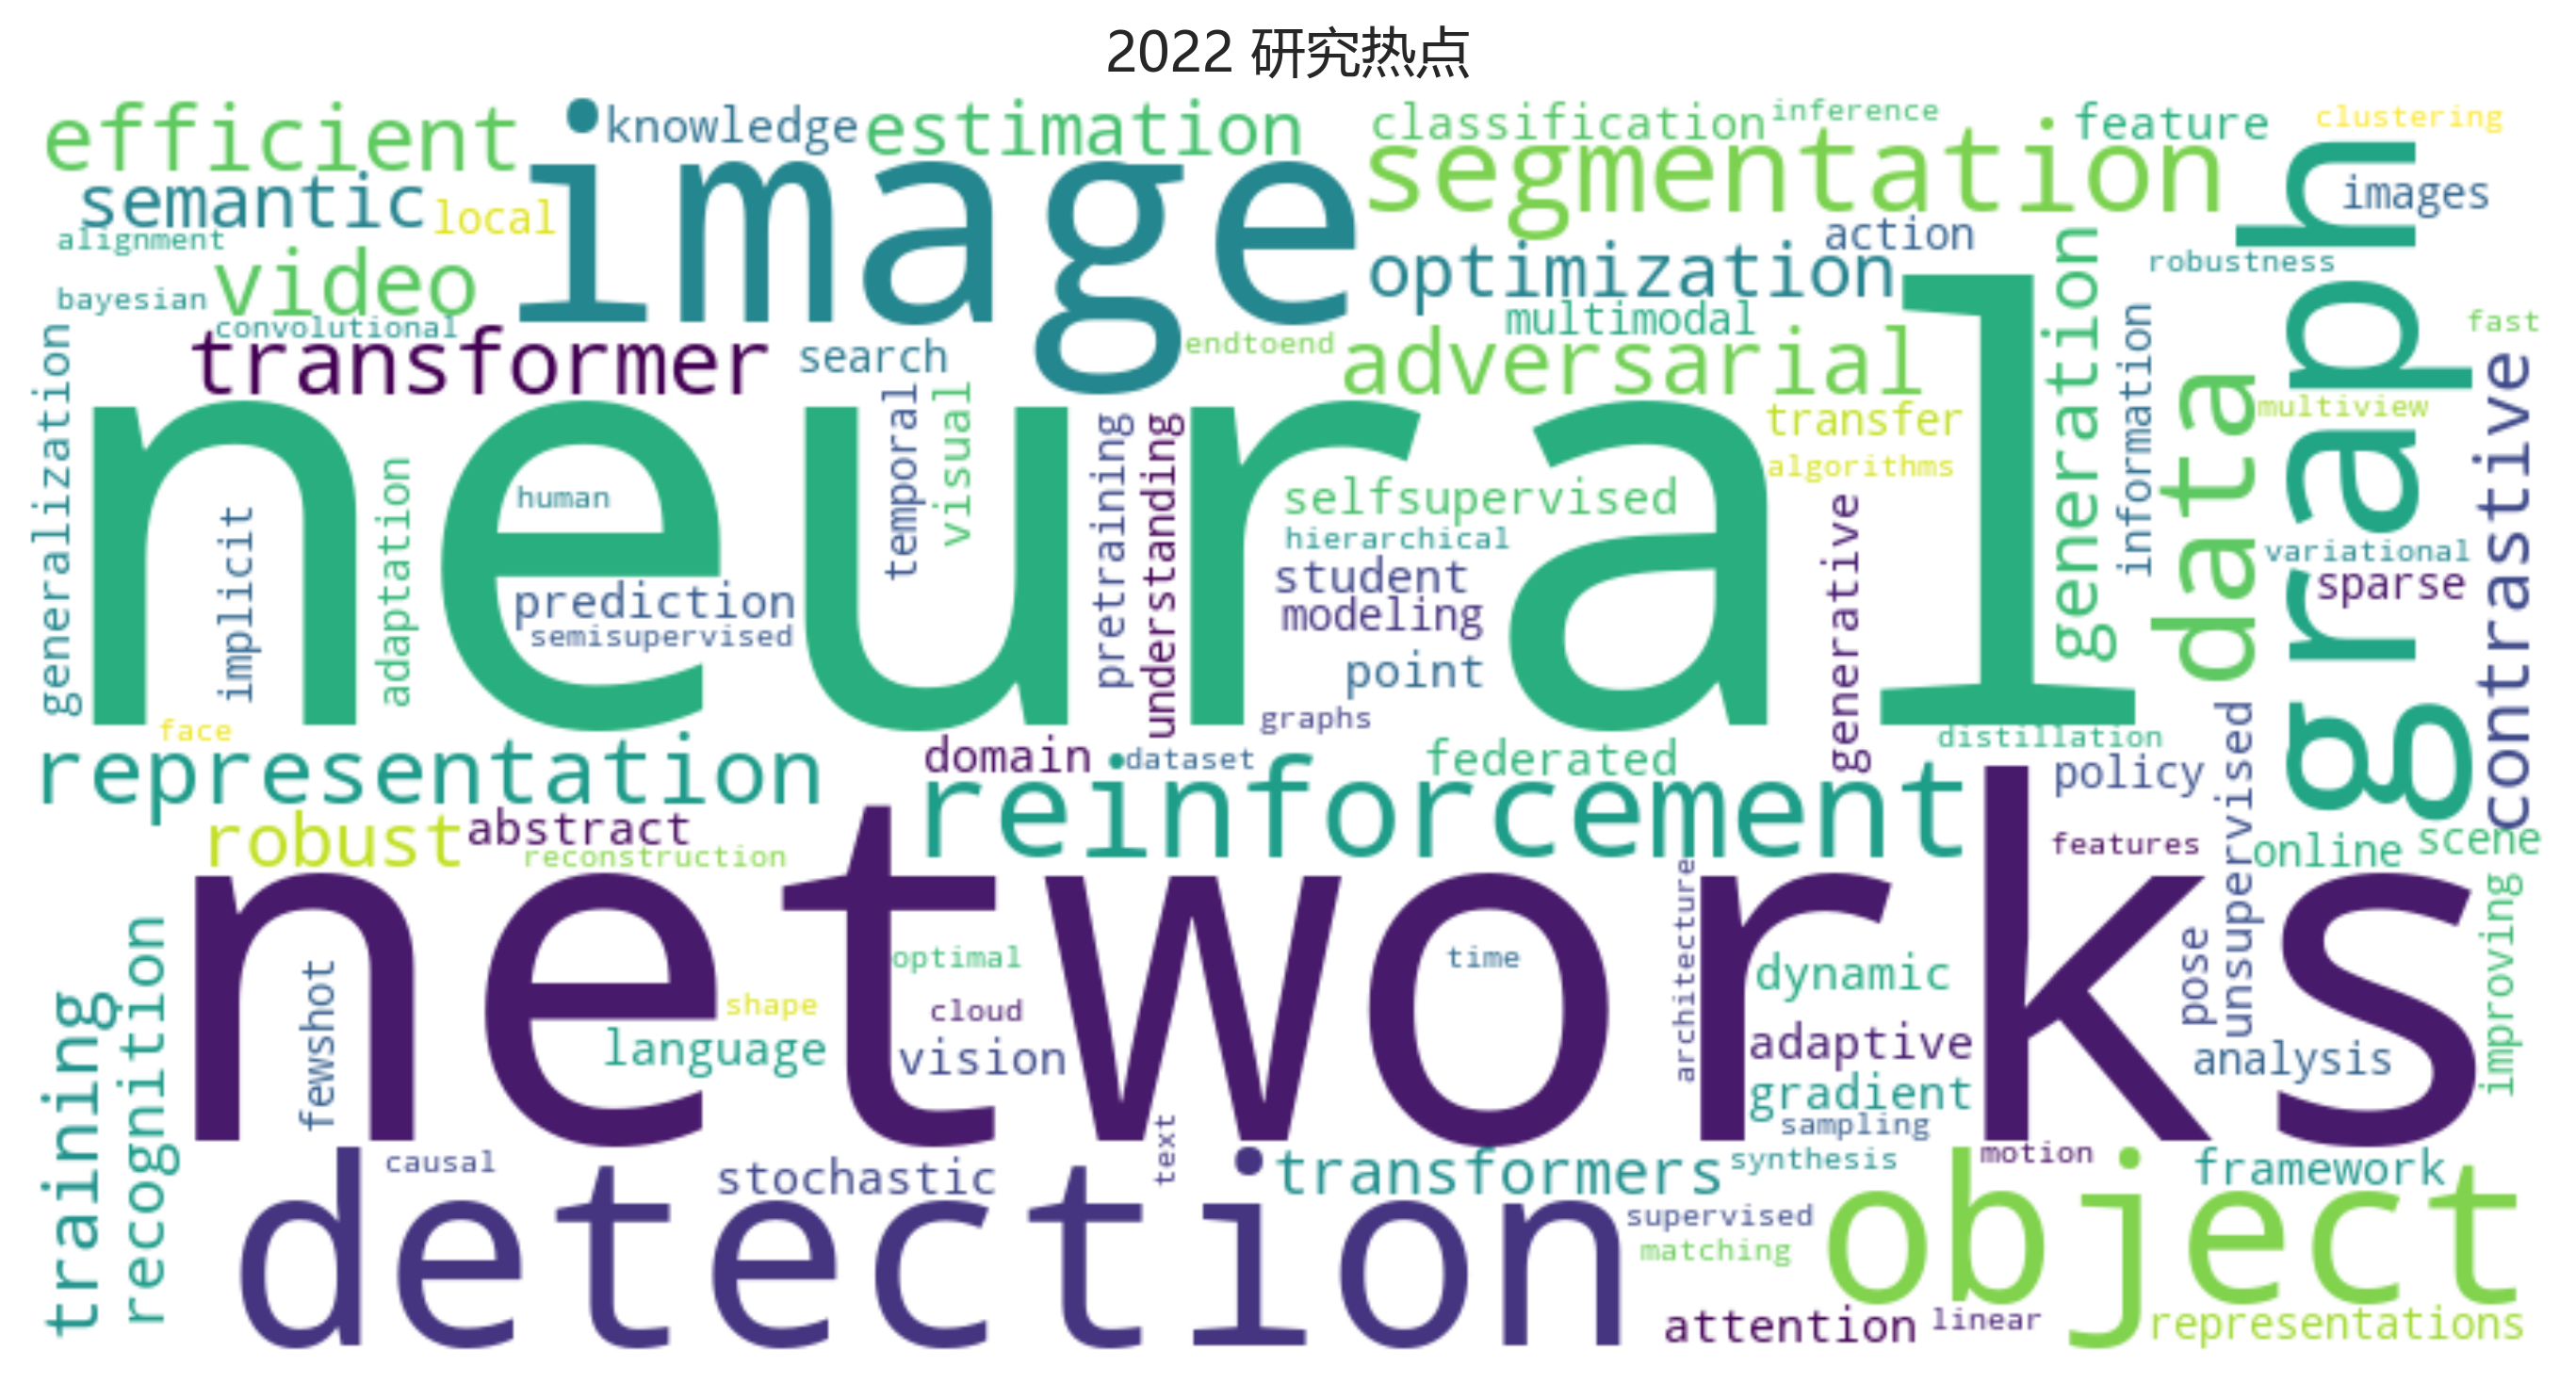 2022 研究热点
efficient
knowledge
estimation
classification
inference
feature
clustering
image
segmentation
graph
semantic
local
images
alignment
action
video
optimization
generation
robustness
bayesian
convolutional
multimodal
information
fast
transformer
search
endtoend
adversarial
generalization
contrastive
data
multiview
neural
temporal
visual
pretraining
understanding
transfer
algorithms
human
adaptation
implicit
selfsupervised
hierarchical
generative
variational
student
sparse
prediction
modeling
semisupervised
point
graphs
face
representation
domain
dataset
federated
distillation
policy
unsupervised
reinforcement
robust
abstract
reconstruction
features
online
scene
networks
architecture
improving
training
recognition
fewshot
optimal
time
dynamic
pose
shape
cloud
language
vision
adaptive
analysis
gradient
sampling
text
causal
stochastic
transformers
synthesis
motion
framework
detection
object
supervised
matching
attention
linear
representations